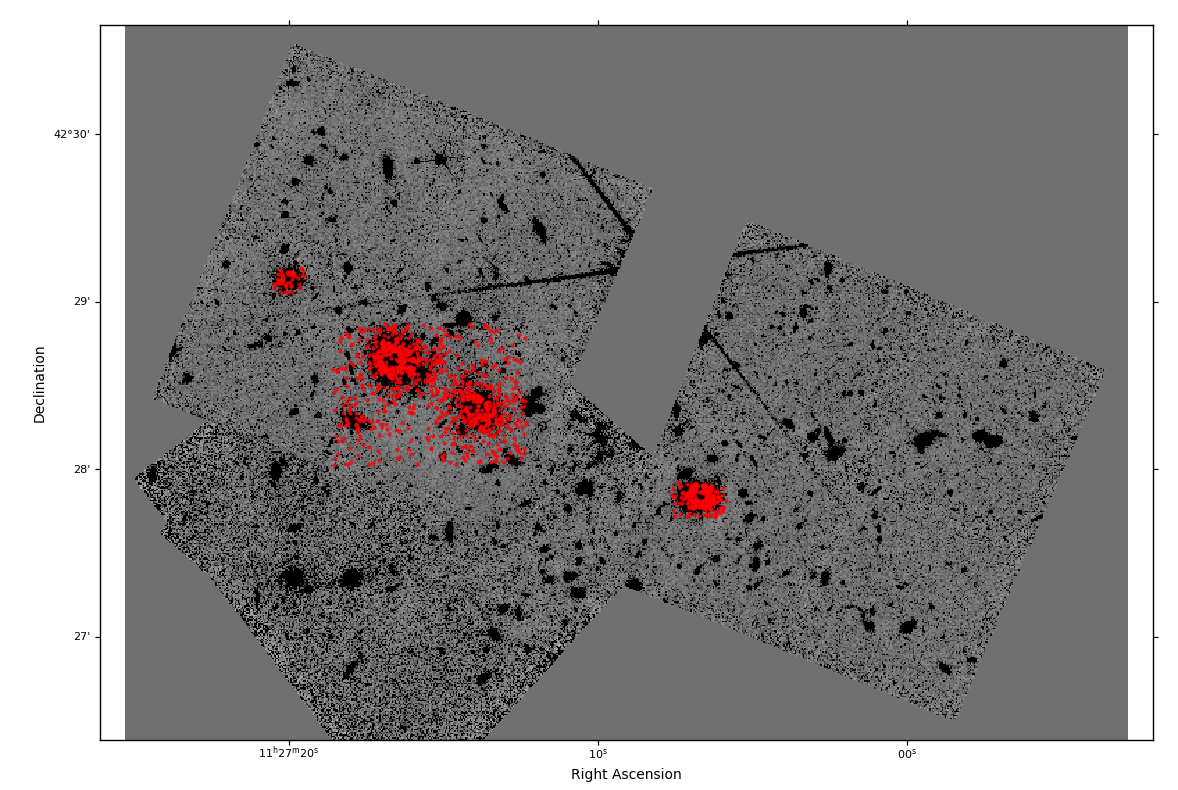 42°30'
29'
28'
27'
Declination
11ʰ27ᵐ20ˢ
10ˢ
00ˢ
Right Ascension